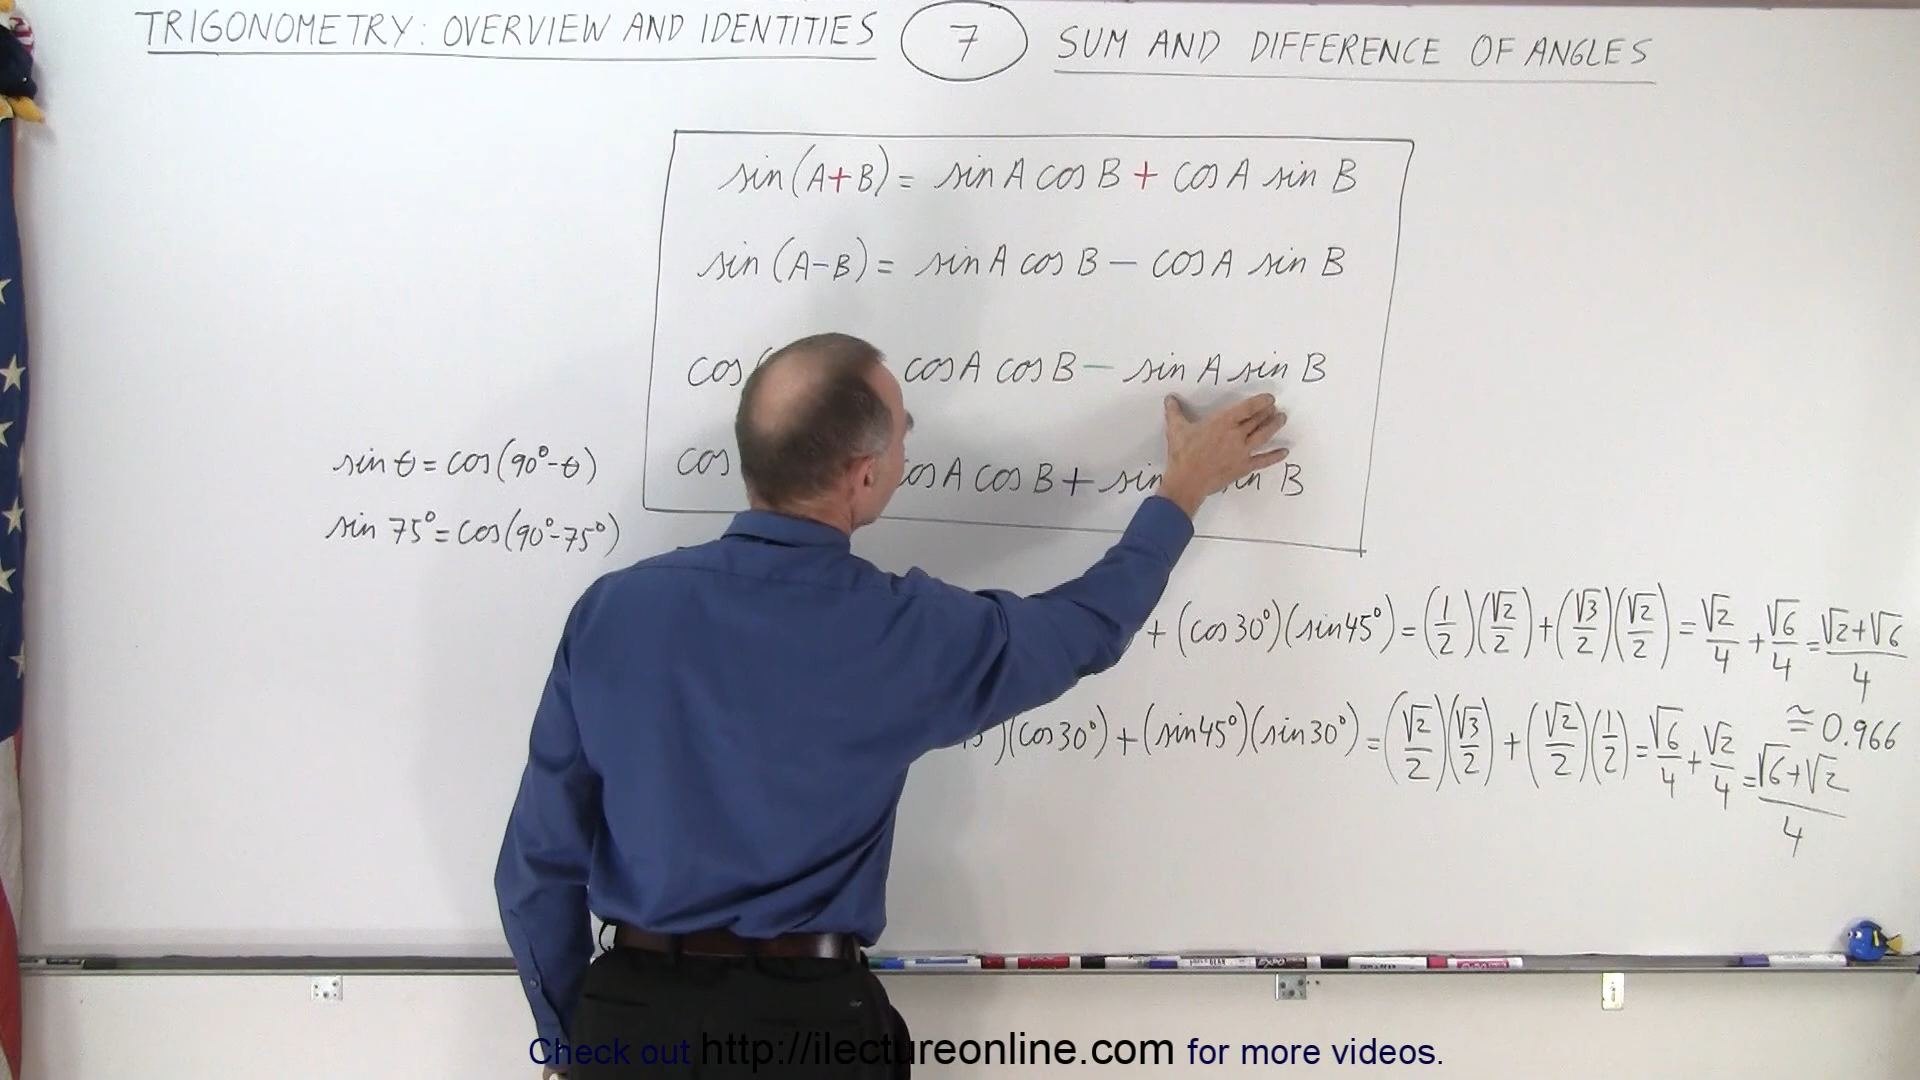 TRIGONOMETRY: OVERVIEW AND IDENTITIES 7 SUM AND DIFFERENCE OF ANGLES
sin(A+B) = sin A cos B + cos A sin B
sin(A-B) = sin A cos B - cos A sin B
cos( cos A cos B - sin A sin B
cos cos A cos B + sin B
sin θ = cos(90°-θ)
sin 75° = cos(90°-75°)
+ (cos30°)(sin45°) = (1/2)(√2/2) + (√3/2)(√2/2) = √2/4 + √6/4 = √2+√6/4
≅ 0.966
)(cos30°) + (sin45°)(sin30°) = (√2/2)(√3/2) + (√2/2)(1/2) = √6/4 + √2/4 = √6+√2/4
Check out http://ilectureonline.com for more videos.